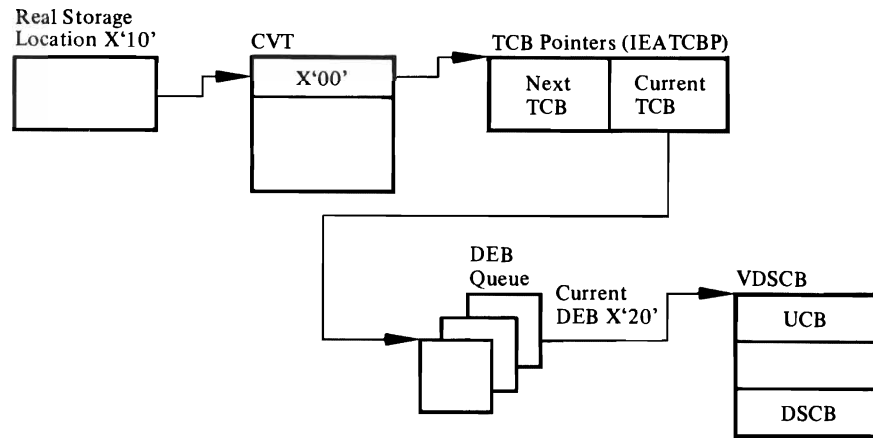 Real Storage
Location X‘10’
CVT
X‘00’
TCB Pointers (IEATCBP)
Next
TCB
Current
TCB
DEB
Queue
Current
DEB X‘20’
VDSCB
UCB
DSCB